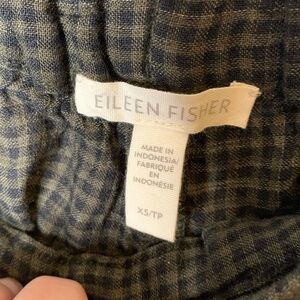 EILEEN FISHER
MADE IN
INDONESIA/
FABRIQUÉ
EN
INDONÉSIE
XS/TP